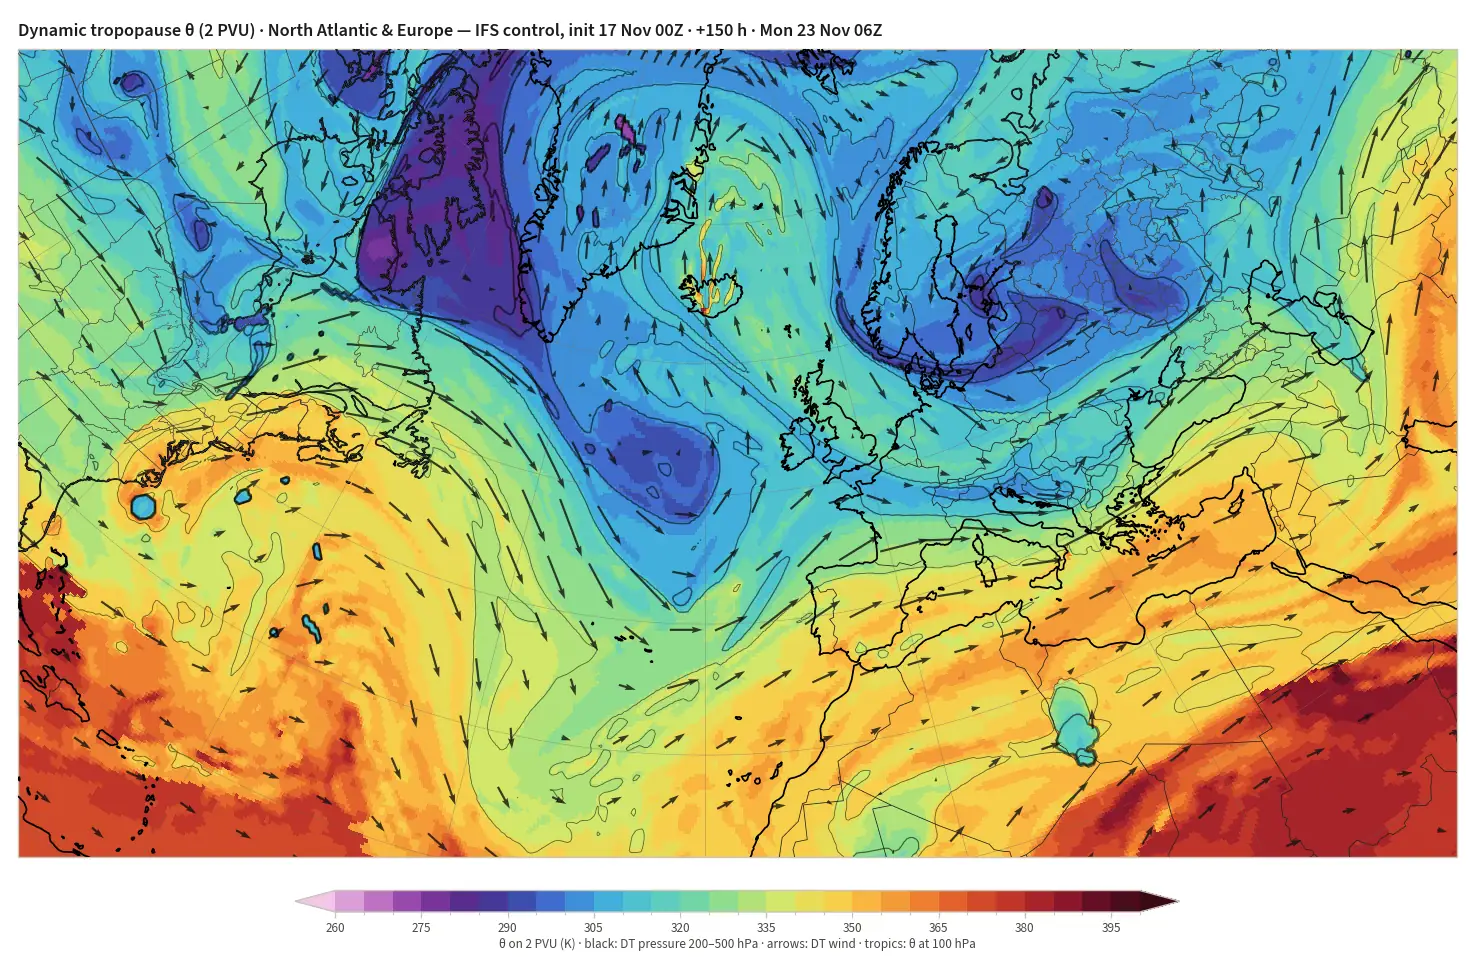 Dynamic tropopause θ (2 PVU) · North Atlantic & Europe — IFS control, init 17 Nov 00Z · +150 h · Mon 23 Nov 06Z
260 275 290 305 320 335 350 365 380 395
θ on 2 PVU (K) · black: DT pressure 200–500 hPa · arrows: DT wind · tropics: θ at 100 hPa